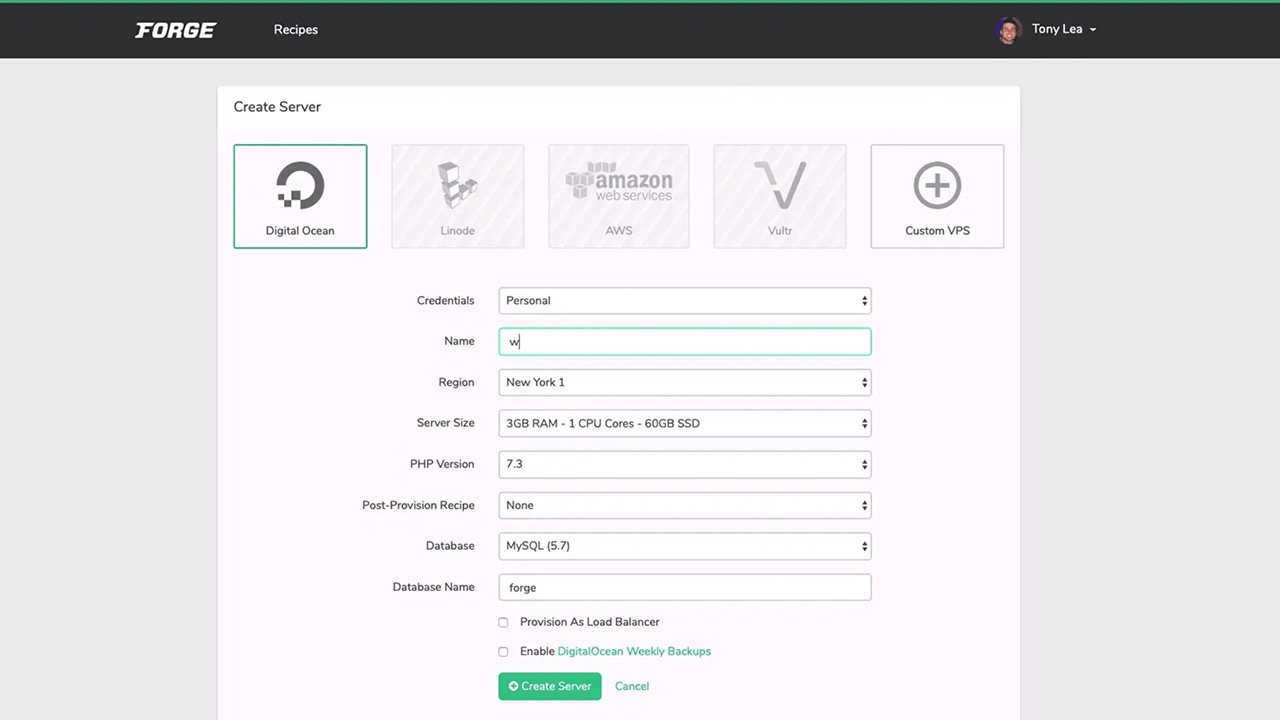 FORGE
Recipes
Tony Lea
Create Server
Digital Ocean
Linode
amazon
web services
AWS
Vultr
Custom VPS
Credentials Personal
Name w
Region New York 1
Server Size 3GB RAM - 1 CPU Cores - 60GB SSD
PHP Version 7.3
Post-Provision Recipe None
Database MySQL (5.7)
Database Name forge
Provision As Load Balancer
Enable DigitalOcean Weekly Backups
Create Server Cancel